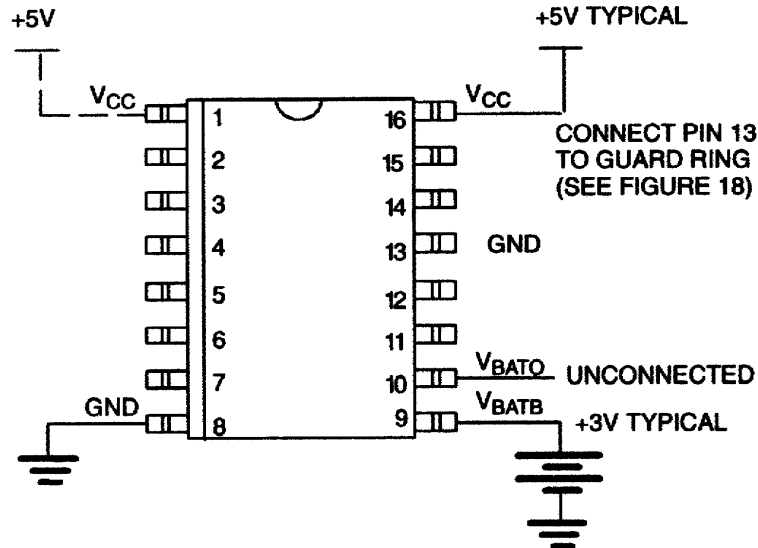 +5V
+5V TYPICAL
VCC
VCC
1
16
CONNECT PIN 13
TO GUARD RING
(SEE FIGURE 18)
2
15
3
14
4
13
GND
5
12
6
11
7
10
VBATO
UNCONNECTED
GND
8
9
VBATB
+3V TYPICAL